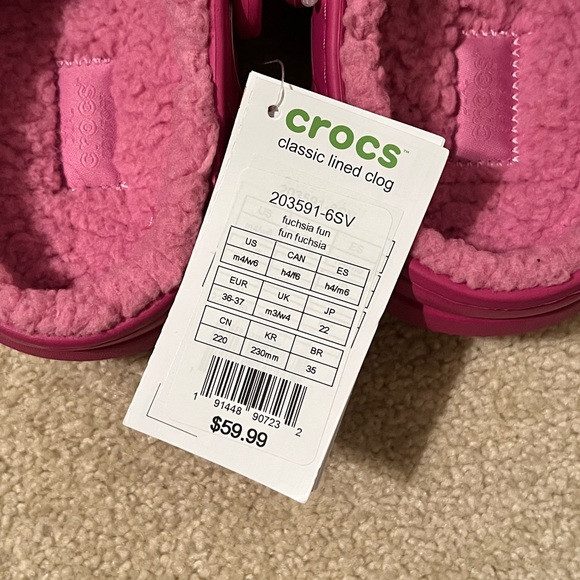 crocs™
classic lined clog
203591-6SV
fuchsia fun
fun fuchsia
US CAN ES
m4/w6 h4/f6 h4/m6
EUR UK JP
36-37 m3/w4 22
CN KR BR
220 230mm 35
1 91448 90723 2
$59.99
crocs
crocs